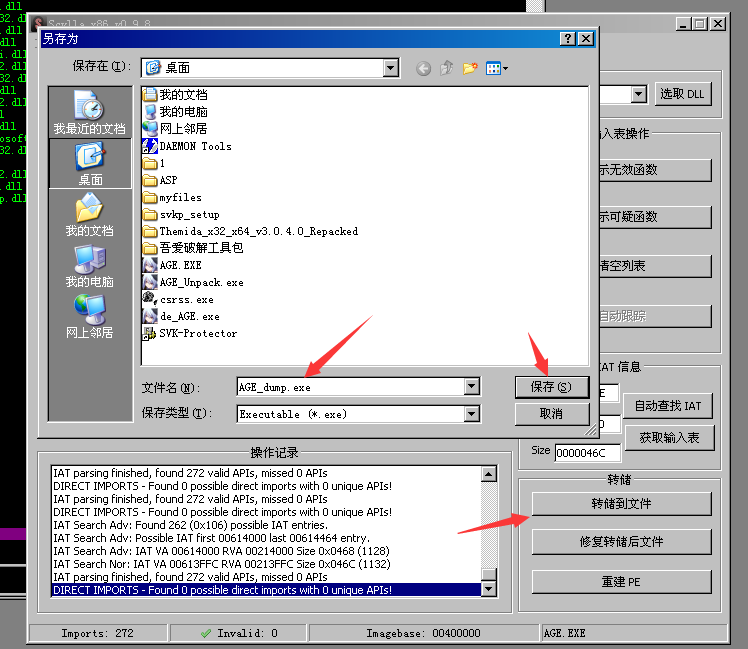 .dll
Scylla x86 v0.9.8
另存为
保存在(I):
桌面
我最近的文档
桌面
我的文档
我的电脑
网上邻居
我的文档
我的电脑
网上邻居
DAEMON Tools
1
ASP
myfiles
svkp_setup
Themida_x32_x64_v3.0.4.0_Repacked
吾爱破解工具包
AGE.EXE
AGE_Unpack.exe
csrss.exe
de_AGE.exe
SVK-Protector
文件名(N):
AGE_dump.exe
保存(S)
保存类型(T):
Executable (*.exe)
取消
选取 DLL
入表操作
示无效函数
示可疑函数
清空列表
自动跟踪
IAT 信息
E
自动查找 IAT
0
获取输入表
Size
0000046C
操作记录
IAT parsing finished, found 272 valid APIs, missed 0 APIs
DIRECT IMPORTS - Found 0 possible direct imports with 0 unique APIs!
IAT parsing finished, found 272 valid APIs, missed 0 APIs
DIRECT IMPORTS - Found 0 possible direct imports with 0 unique APIs!
IAT Search Adv: Found 262 (0x106) possible IAT entries.
IAT Search Adv: Possible IAT first 00614000 last 00614464 entry.
IAT Search Adv: IAT VA 00614000 RVA 00214000 Size 0x0468 (1128)
IAT Search Nor: IAT VA 00613FFC RVA 00213FFC Size 0x046C (1132)
IAT parsing finished, found 272 valid APIs, missed 0 APIs
DIRECT IMPORTS - Found 0 possible direct imports with 0 unique APIs!
转储
转储到文件
修复转储后文件
重建 PE
Imports: 272
Invalid: 0
Imagebase: 00400000
AGE.EXE